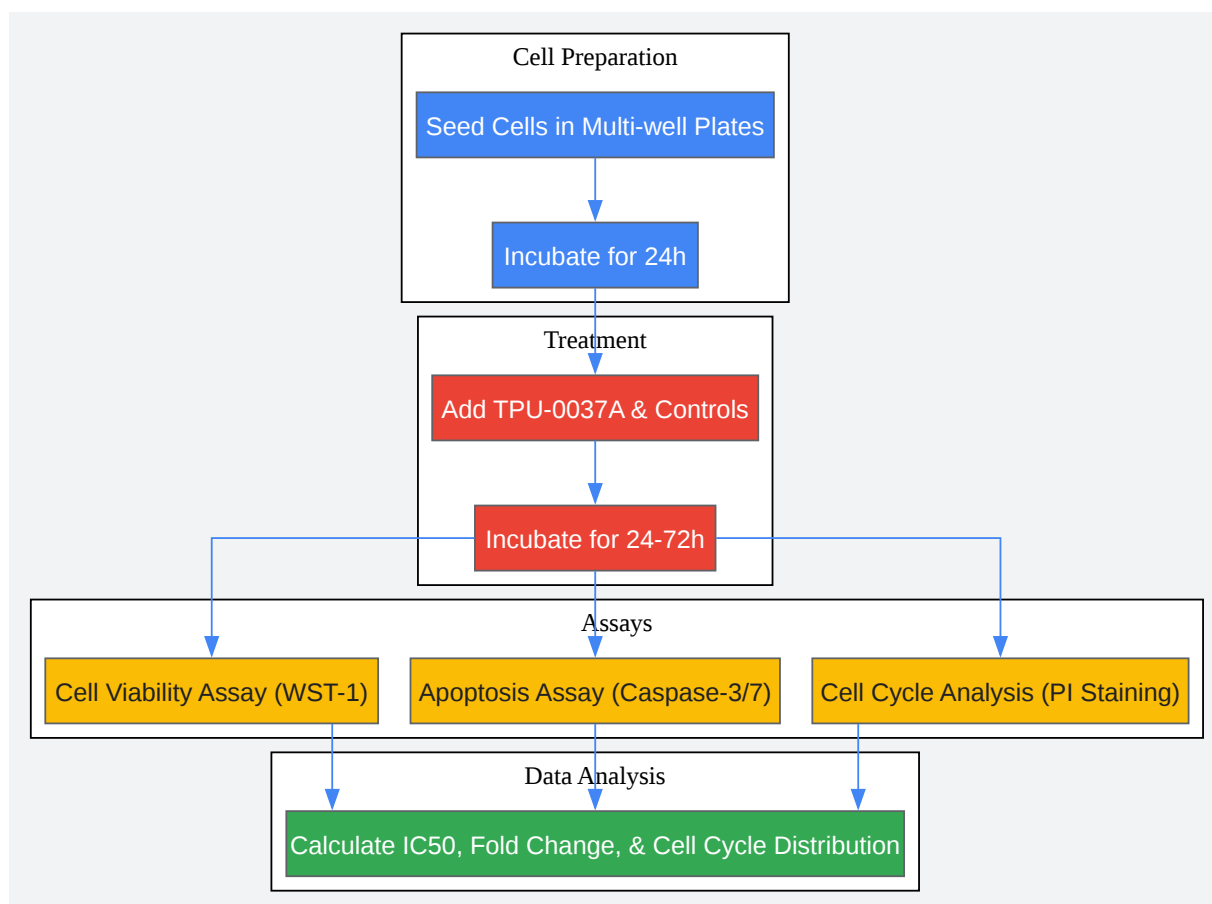 Cell Preparation
Seed Cells in Multi-well Plates
Incubate for 24h
Treatment
Add TPU-0037A & Controls
Incubate for 24-72h
Assays
Cell Viability Assay (WST-1)
Apoptosis Assay (Caspase-3/7)
Cell Cycle Analysis (PI Staining)
Data Analysis
Calculate IC50, Fold Change, & Cell Cycle Distribution